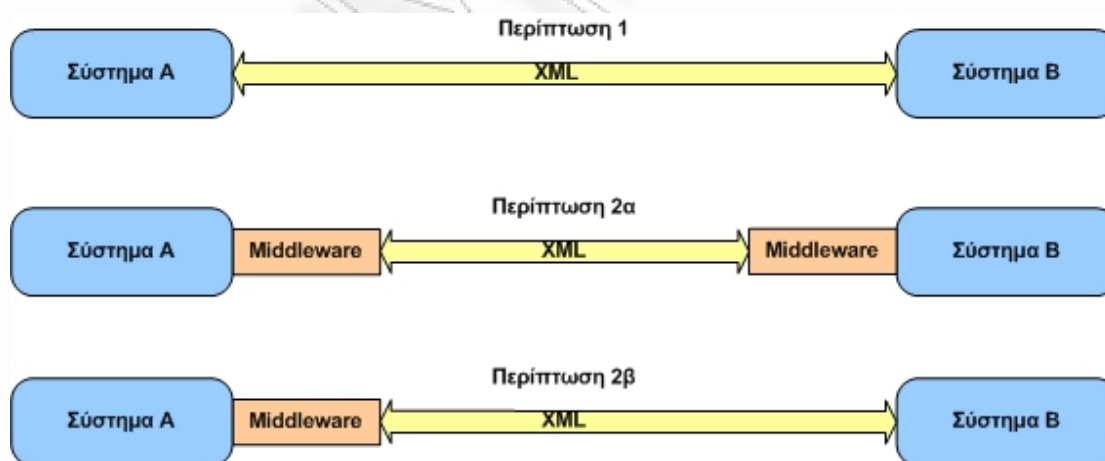 Περίπτωση 1
Σύστημα Α
XML
Σύστημα Β
Περίπτωση 2α
Σύστημα Α
Middleware
XML
Middleware
Σύστημα Β
Περίπτωση 2β
Σύστημα Α
Middleware
XML
Σύστημα Β